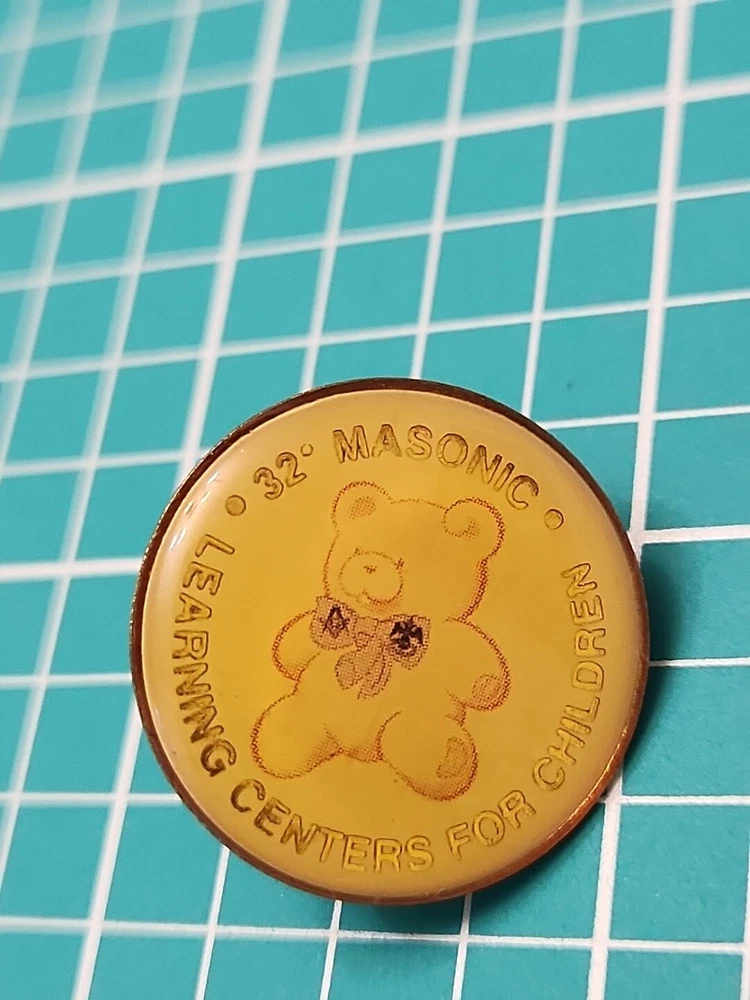 • 32° MASONIC •
LEARNING CENTERS FOR CHILDREN